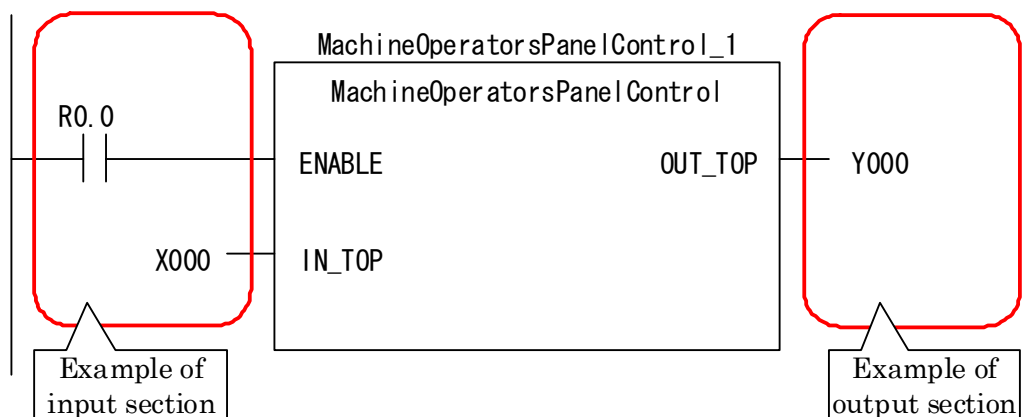 MachineOperatorsPanelControl_1
MachineOperatorsPanelControl
R0.0
ENABLE
OUT_TOP
Y000
X000
IN_TOP
Example of
input section
Example of
output section